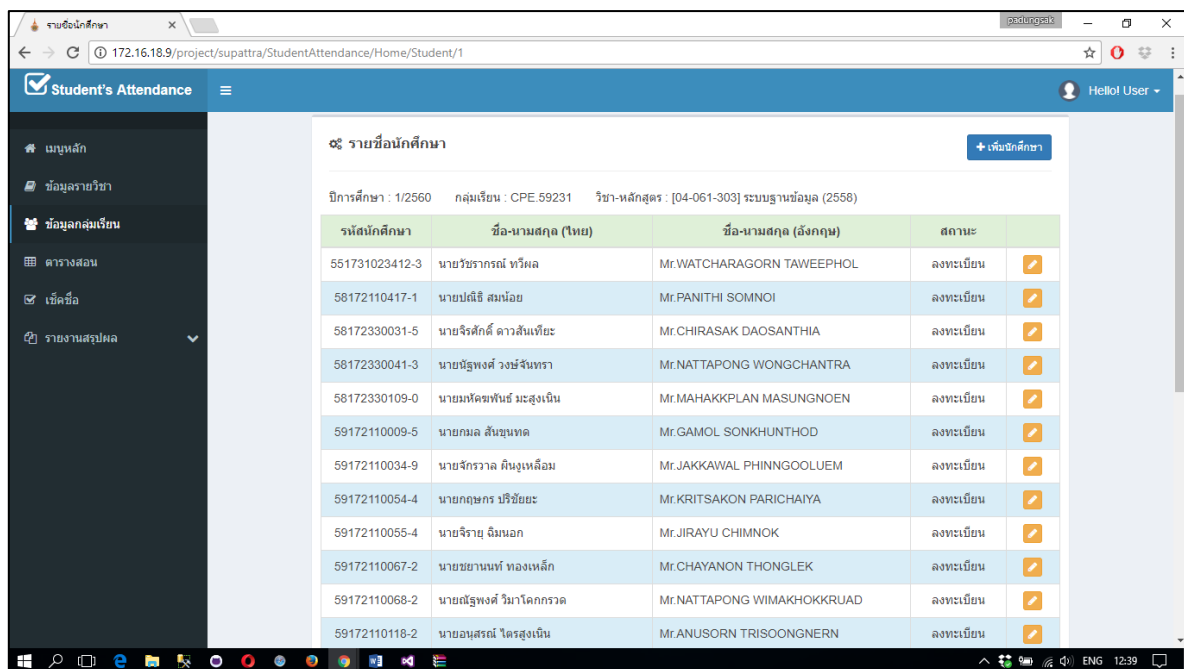 รายชื่อนักศึกษา
padungsak
172.16.18.9/project/supattra/StudentAttendance/Home/Student/1
Student's Attendance
Hello! User
เมนูหลัก
ข้อมูลรายวิชา
ข้อมูลกลุ่มเรียน
ตารางสอน
เช็คชื่อ
รายงานสรุปผล
รายชื่อนักศึกษา
+ เพิ่มนักศึกษา
ปีการศึกษา : 1/2560 กลุ่มเรียน : CPE.59231 วิชา-หลักสูตร : [04-061-303] ระบบฐานข้อมูล (2558)
รหัสนักศึกษา ชื่อ-นามสกุล (ไทย) ชื่อ-นามสกุล (อังกฤษ) สถานะ
551731023412-3 นายวัชรากรณ์ ทวีผล Mr.WATCHARAGORN TAWEEPHOL ลงทะเบียน
58172110417-1 นายปณิธิ สมน้อย Mr.PANITHI SOMNOI ลงทะเบียน
58172330031-5 นายจิรศักดิ์ ดาวสันเทียะ Mr.CHIRASAK DAOSANTHIA ลงทะเบียน
58172330041-3 นายนัฐพงศ์ วงษ์จันทรา Mr.NATTAPONG WONGCHANTRA ลงทะเบียน
58172330109-0 นายมหัคฆพันธ์ มะสูงเนิน Mr.MAHAKKPLAN MASUNGNOEN ลงทะเบียน
59172110009-5 นายกมล สันขุนทด Mr.GAMOL SONKHUNTHOD ลงทะเบียน
59172110034-9 นายจักรวาล ผินงูเหลือม Mr.JAKKAWAL PHINNGOOLUEM ลงทะเบียน
59172110054-4 นายกฤษกร ปริชัยยะ Mr.KRITSAKON PARICHAIYA ลงทะเบียน
59172110055-4 นายจิรายุ ฉิมนอก Mr.JIRAYU CHIMNOK ลงทะเบียน
59172110067-2 นายชยานนท์ ทองเหล็ก Mr.CHAYANON THONGLEK ลงทะเบียน
59172110068-2 นายณัฐพงศ์ วิมาโคกกรวด Mr.NATTAPONG WIMAKHOKKRUAD ลงทะเบียน
59172110118-2 นายอนุสรณ์ ไตรสูงเนิน Mr.ANUSORN TRISOONGNERN ลงทะเบียน
ENG 12:39